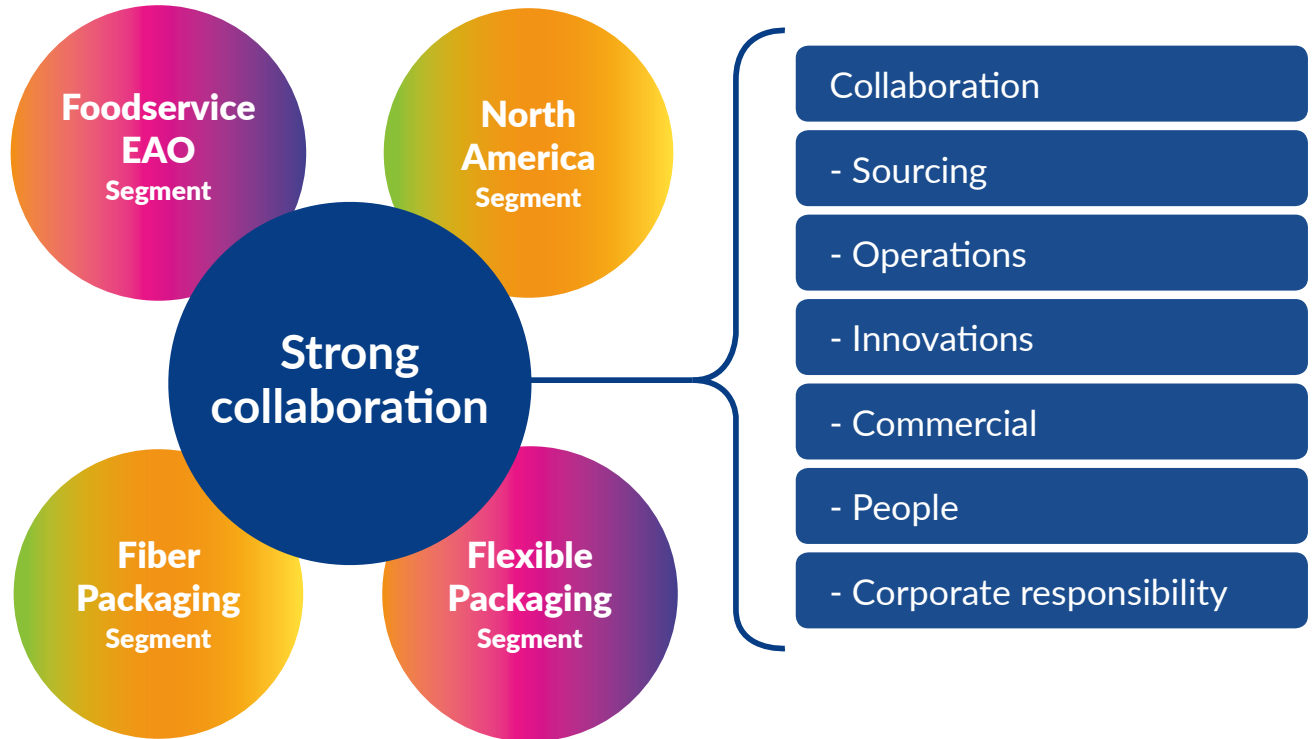 Foodservice
EAO
Segment
North
America
Segment
Strong
collaboration
Fiber
Packaging
Segment
Flexible
Packaging
Segment
Collaboration
- Sourcing
- Operations
- Innovations
- Commercial
- People
- Corporate responsibility